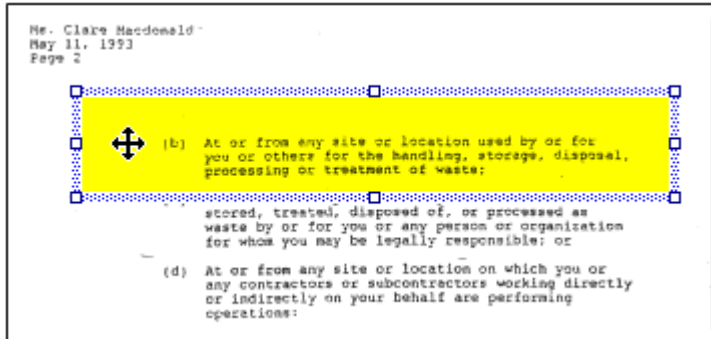 Ms. Clare Macdonald
May 11, 1993
Page 2
(b) At or from any site or location used by or for
you or others for the handling, storage, disposal,
processing or treatment of waste;
stored, treated, disposed of, or processed as
waste by or for you or any person or organization
for whom you may be legally responsible; or
(d) At or from any site or location on which you or
any contractors or subcontractors working directly
or indirectly on your behalf are performing
operations: